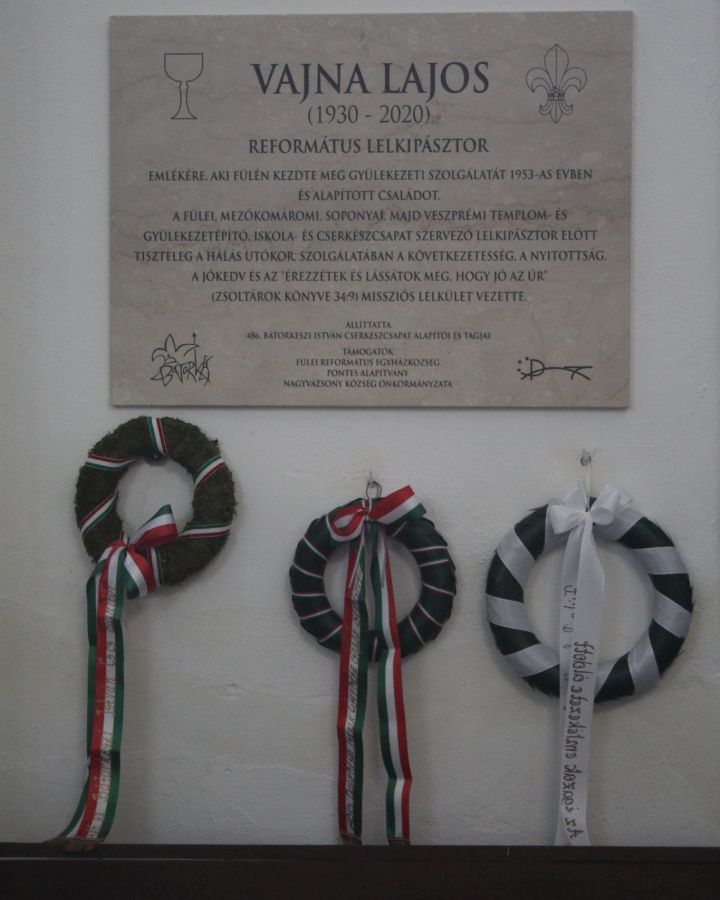 VAJNA LAJOS
(1930 - 2020)
REFORMÁTUS LELKIPÁSZTOR
EMLÉKÉRE, AKI FÜLÉN KEZDTE MEG GYÜLEKEZETI SZOLGÁLATÁT 1953-AS ÉVBEN
ÉS ALAPÍTOTT CSALÁDOT.
A FÜLEI, MEZŐKOMÁROMI, SOPONYAI, MAJD VESZPRÉMI TEMPLOM- ÉS
GYÜLEKEZETÉPÍTŐ, ISKOLA- ÉS CSERKÉSZCSAPAT SZERVEZŐ LELKIPÁSZTOR ELŐTT
TISZTELEG A HÁLÁS UTÓKOR. SZOLGÁLATÁBAN A KÖVETKEZETESSÉG, A NYITOTTSÁG,
A JÓKEDV ÉS AZ "ÉREZZÉTEK ÉS LÁSSÁTOK MEG, HOGY JÓ AZ ÚR"
(ZSOLTÁROK KÖNYVE 34:9) MISSZIÓS LELKÜLET VEZETTE.
ÁLLÍTTATTA
486. BÁTORKESZI ISTVÁN CSERKÉSZCSAPAT ALAPÍTÓI ÉS TAGJAI
TÁMOGATÓK
FÜLEI REFORMÁTUS EGYHÁZKÖZSÉG
PONTES ALAPÍTVÁNY
NAGYVÁZSONY KÖZSÉG ÖNKORMÁNYZATA
BÁTORKESZI